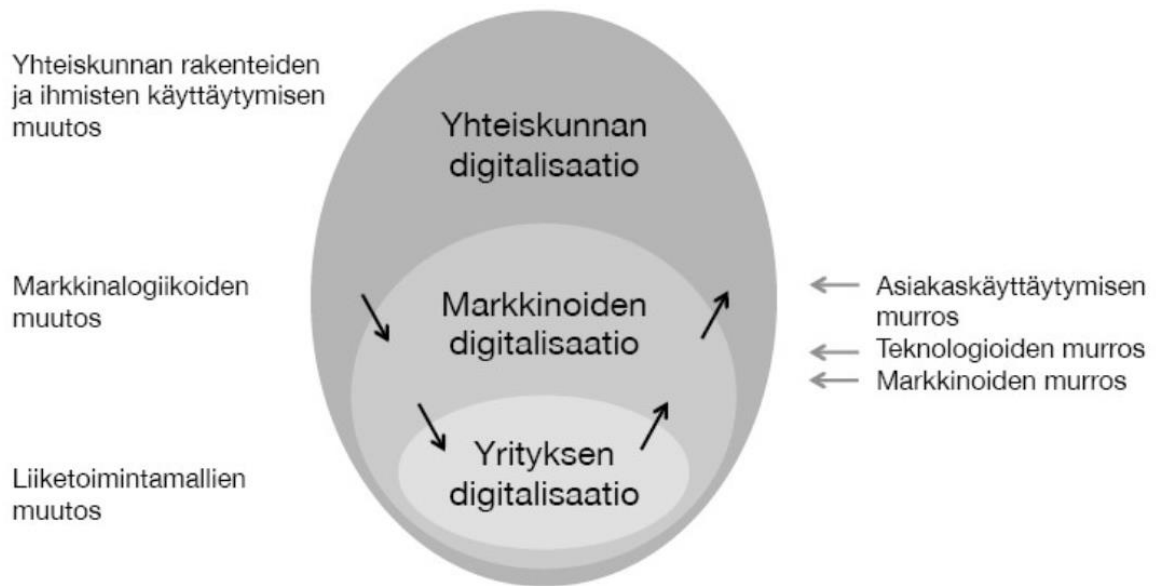 Yhteiskunnan rakenteiden
ja ihmisten käyttäytymisen
muutos
Yhteiskunnan
digitalisaatio
Markkinalogiikoiden
muutos
Markkinoiden
digitalisaatio
Asiakaskäyttäytymisen
murros
Teknologioiden murros
Markkinoiden murros
Liiketoimintamallien
muutos
Yrityksen
digitalisaatio